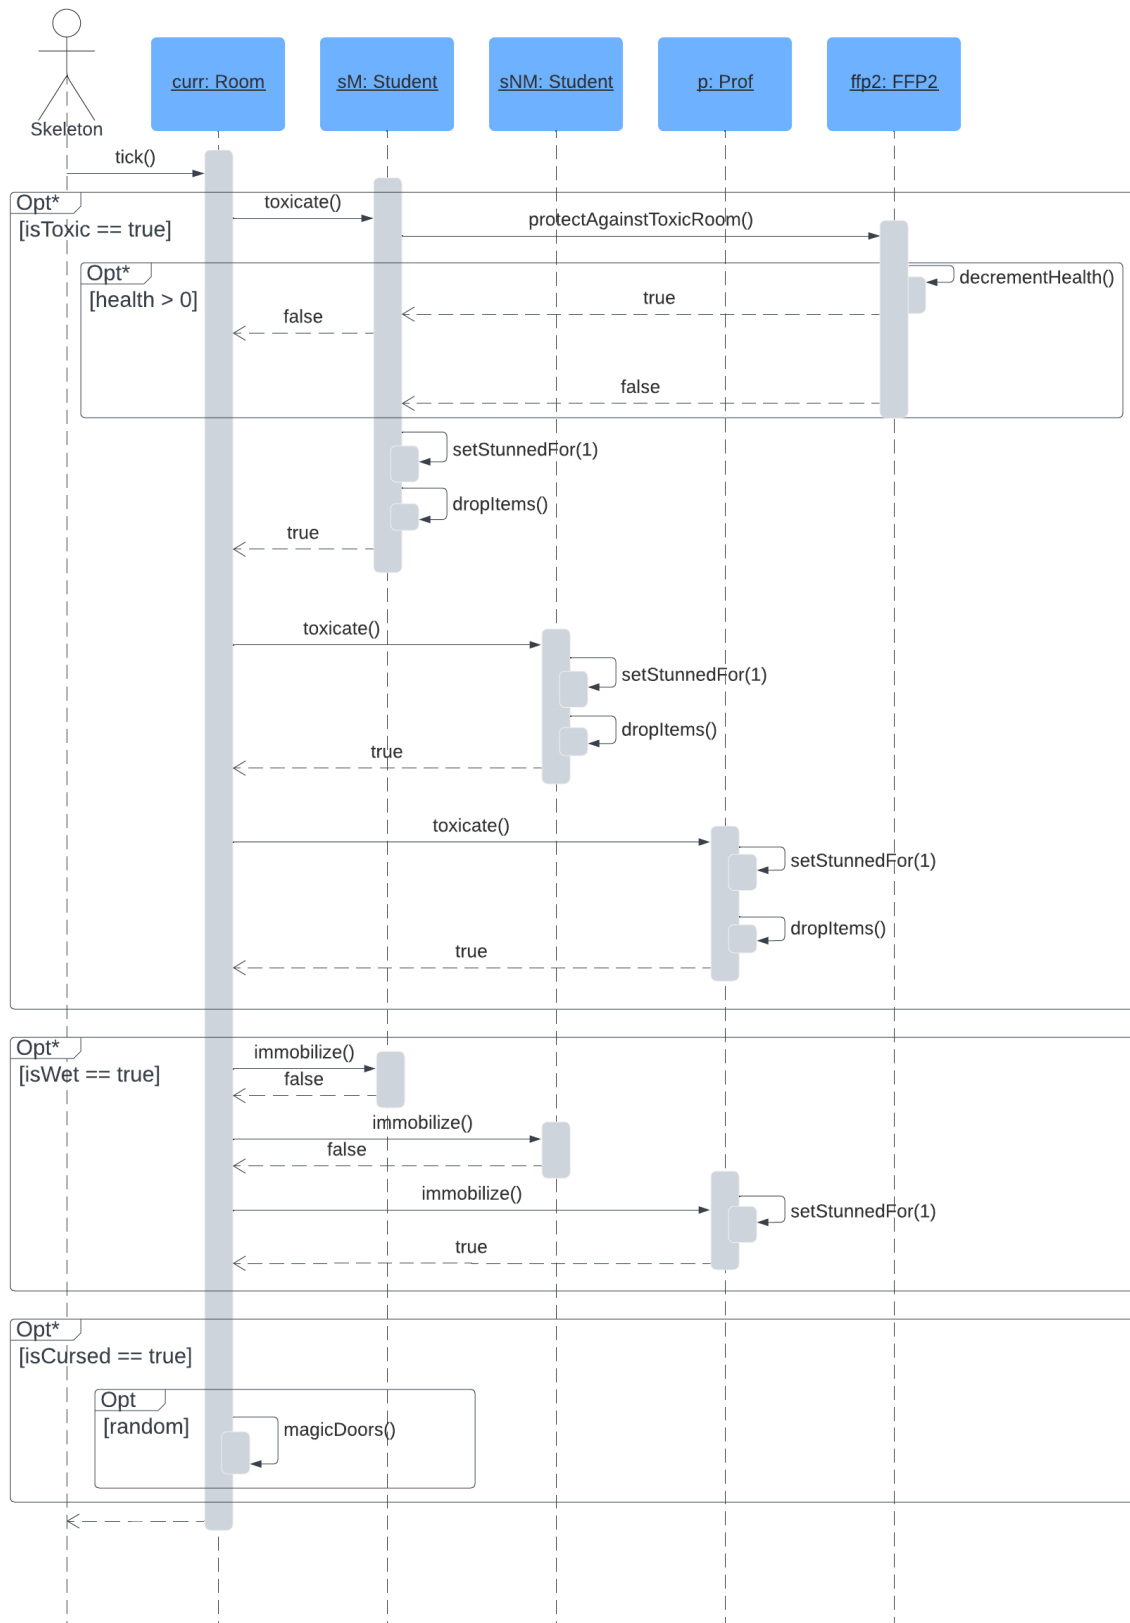 Skeleton
curr: Room
sM: Student
sNM: Student
p: Prof
ffp2: FFP2
tick()
Opt*
[isToxic == true]
toxicate()
protectAgainstToxicRoom()
Opt*
[health > 0]
decrementHealth()
true
false
false
setStunnedFor(1)
dropItems()
true
toxicate()
setStunnedFor(1)
dropItems()
true
toxicate()
setStunnedFor(1)
dropItems()
true
Opt*
[isWet == true]
immobilize()
false
immobilize()
false
immobilize()
setStunnedFor(1)
true
Opt*
[isCursed == true]
Opt
[random]
magicDoors()